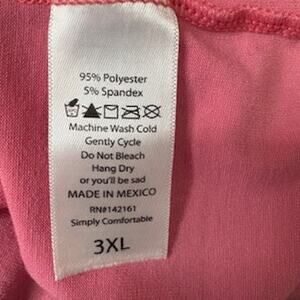 95% Polyester
5% Spandex
Machine Wash Cold
Gently Cycle
Do Not Bleach
Hang Dry
or you'll be sad
MADE IN MEXICO
RN#142161
Simply Comfortable
3XL